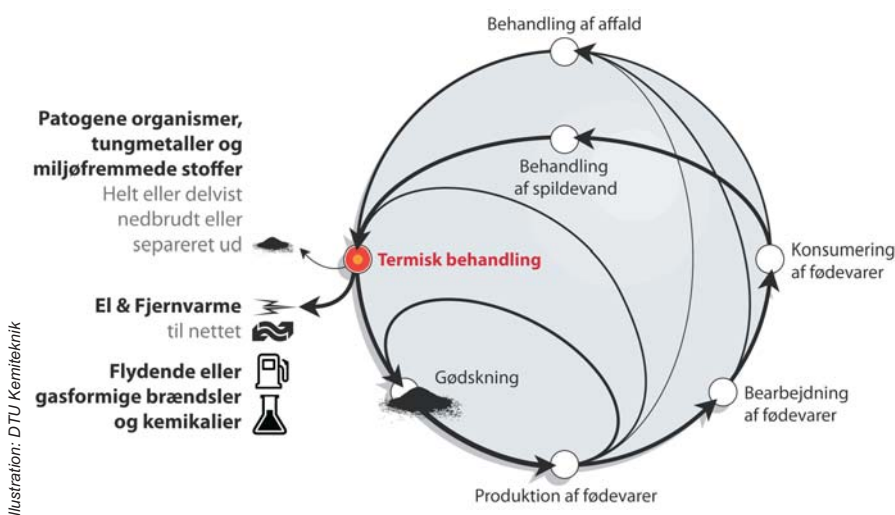 Behandling af affald
Patogene organismer,
tungmetaller og
miljøfremmede stoffer
Helt eller delvist
nedbrudt eller
separeret ud
Behandling
af spildevand
Termisk behandling
Konsumering
af fødevarer
El & Fjernvarme
til nettet
Flydende eller
gasformige brændsler
og kemikalier
Gødskning
Bearbejdning
af fødevarer
Produktion af fødevarer
Illustration: DTU Kemiteknik